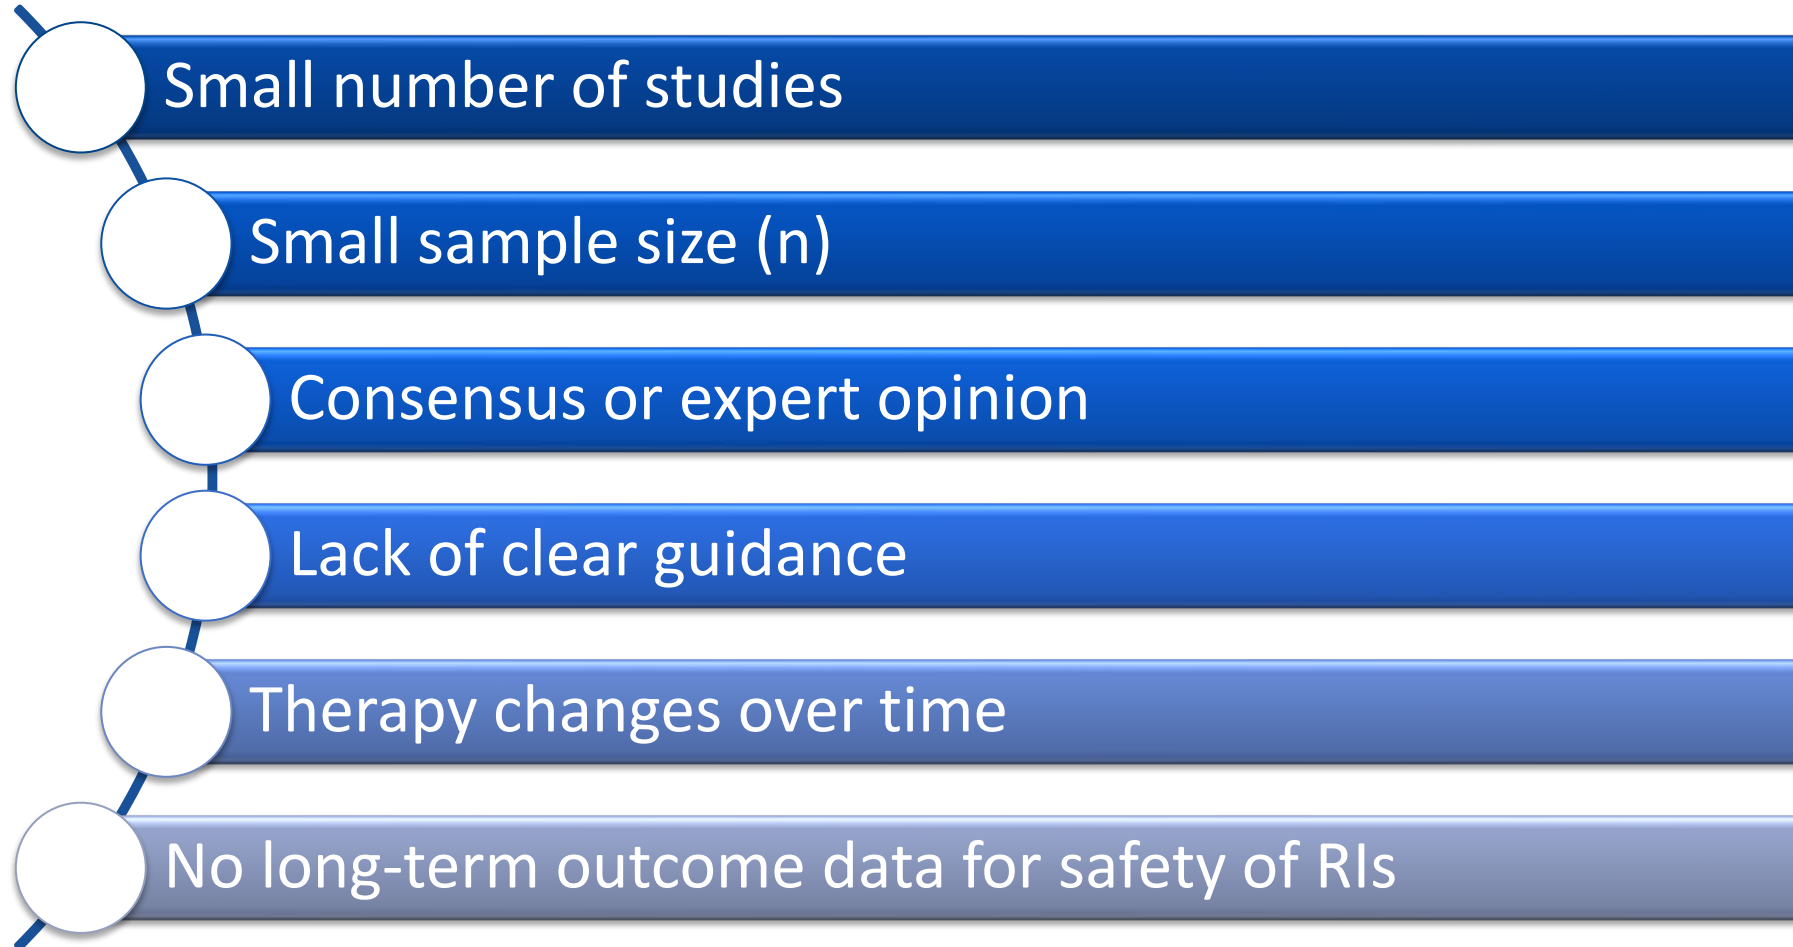 Small number of studies
Small sample size (n)
Consensus or expert opinion
Lack of clear guidance
Therapy changes over time
No long-term outcome data for safety of RIs